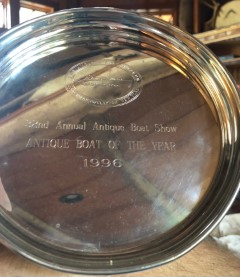 Annual Antique Boat Show
ANTIQUE BOAT OF THE YEAR
1996